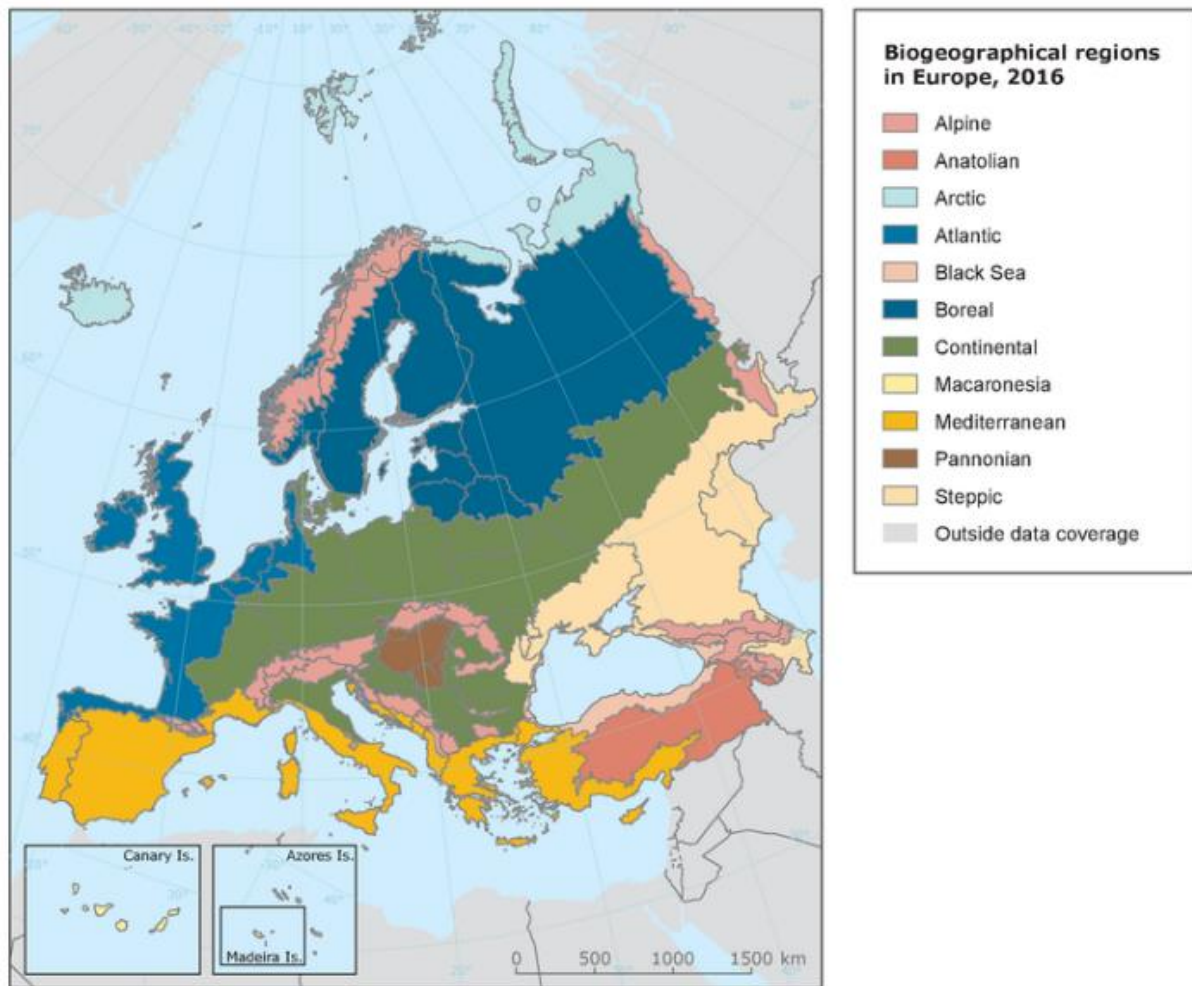 Biogeographical regions
in Europe, 2016
Alpine
Anatolian
Arctic
Atlantic
Black Sea
Boreal
Continental
Macaronesia
Mediterranean
Pannonian
Steppic
Outside data coverage
Canary Is.
Azores Is.
Madeira Is.
0 500 1000 1500 km